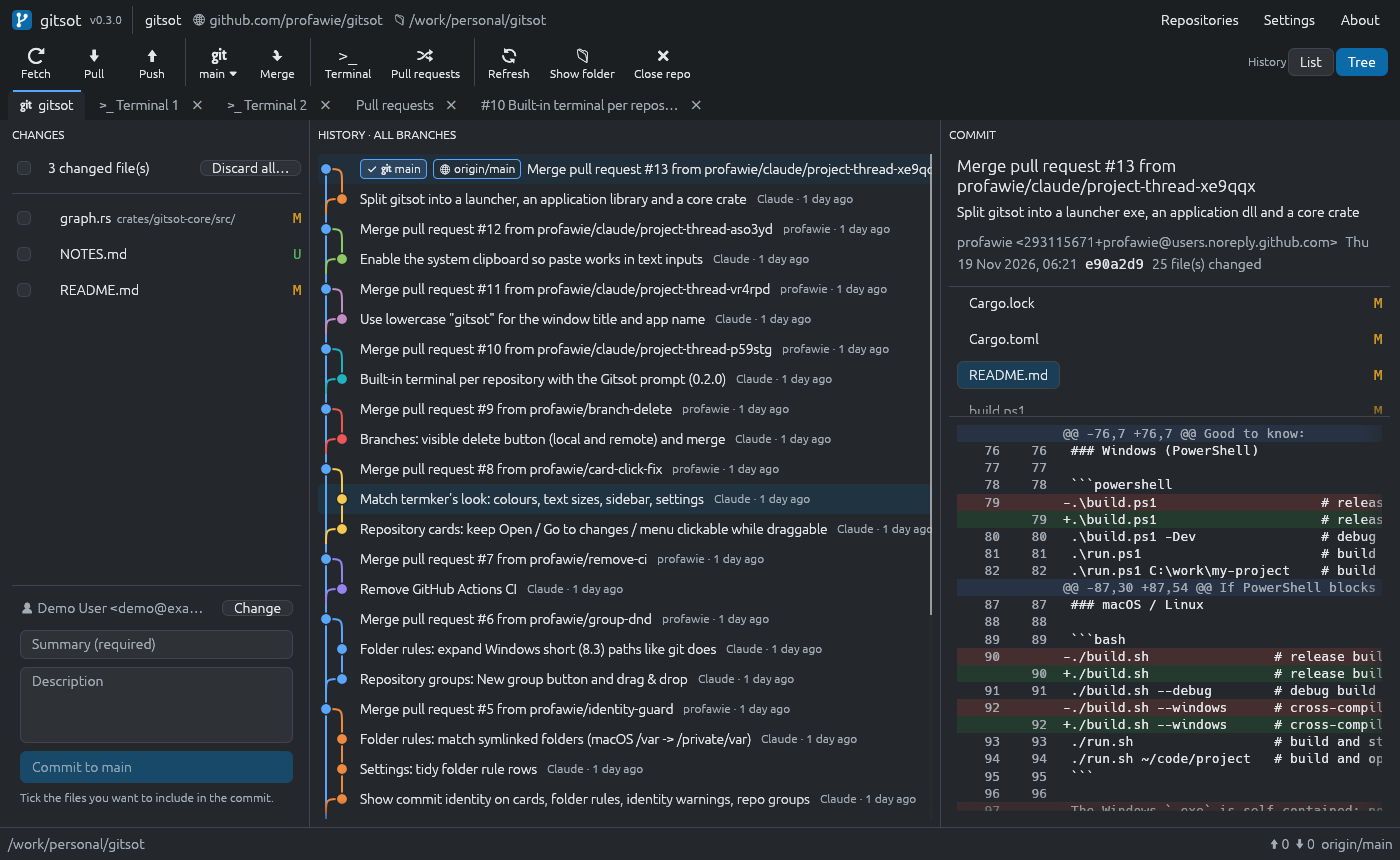 gitsot v0.3.0 gitsot github.com/profawie/gitsot /work/personal/gitsot Repositories Settings About
Fetch Pull Push git main Merge >_ Terminal Pull requests Refresh Show folder Close repo History List Tree
git gitsot >_ Terminal 1 >_ Terminal 2 Pull requests #10 Built-in terminal per repos…
CHANGES
3 changed file(s) Discard all…
graph.rs crates/gitsot-core/src/ M
NOTES.md U
README.md M
Demo User <demo@exa… Change
Summary (required)
Description
Commit to main
Tick the files you want to include in the commit.
HISTORY · ALL BRANCHES
✓ git main origin/main Merge pull request #13 from profawie/claude/project-thread-xe9qq
Split gitsot into a launcher, an application library and a core crate Claude · 1 day ago
Merge pull request #12 from profawie/claude/project-thread-aso3yd profawie · 1 day ago
Enable the system clipboard so paste works in text inputs Claude · 1 day ago
Merge pull request #11 from profawie/claude/project-thread-vr4rpd profawie · 1 day ago
Use lowercase "gitsot" for the window title and app name Claude · 1 day ago
Merge pull request #10 from profawie/claude/project-thread-p59stg profawie · 1 day ago
Built-in terminal per repository with the Gitsot prompt (0.2.0) Claude · 1 day ago
Merge pull request #9 from profawie/branch-delete profawie · 1 day ago
Branches: visible delete button (local and remote) and merge Claude · 1 day ago
Merge pull request #8 from profawie/card-click-fix profawie · 1 day ago
Match termker's look: colours, text sizes, sidebar, settings Claude · 1 day ago
Repository cards: keep Open / Go to changes / menu clickable while draggable Claude · 1 day ago
Merge pull request #7 from profawie/remove-ci profawie · 1 day ago
Remove GitHub Actions CI Claude · 1 day ago
Merge pull request #6 from profawie/group-dnd profawie · 1 day ago
Folder rules: expand Windows short (8.3) paths like git does Claude · 1 day ago
Repository groups: New group button and drag & drop Claude · 1 day ago
Merge pull request #5 from profawie/identity-guard profawie · 1 day ago
Folder rules: match symlinked folders (macOS /var -> /private/var) Claude · 1 day ago
Settings: tidy folder rule rows Claude · 1 day ago
Show commit identity on cards, folder rules, identity warnings, repo groups Claude · 1 day ago
COMMIT
Merge pull request #13 from
profawie/claude/project-thread-xe9qqx
Split gitsot into a launcher exe, an application dll and a core crate
profawie <293115671+profawie@users.noreply.github.com> Thu
19 Nov 2026, 06:21 e90a2d9 25 file(s) changed
Cargo.lock M
Cargo.toml M
README.md M
build.ps1 M
@@ -76,7 +76,7 @@ Good to know:
76 76 ### Windows (PowerShell)
77 77
78 78 ```powershell
79 -.\build.ps1 # releas
79 +.\build.ps1 # releas
80 80 .\build.ps1 -Dev # debug
81 81 .\run.ps1 # build
82 82 .\run.ps1 C:\work\my-project # build
@@ -87,30 +87,54 @@ If PowerShell blocks
87 87 ### macOS / Linux
88 88
89 89 ```bash
90 -./build.sh # release buil
90 +./build.sh # release buil
91 91 ./build.sh --debug # debug build
92 -./build.sh --windows # cross-compil
92 +./build.sh --windows # cross-compil
93 93 ./run.sh # build and st
94 94 ./run.sh ~/code/project # build and op
95 95 ```
96 96
97 The Windows `.exe` is self contained:
/work/personal/gitsot 0 0 origin/main